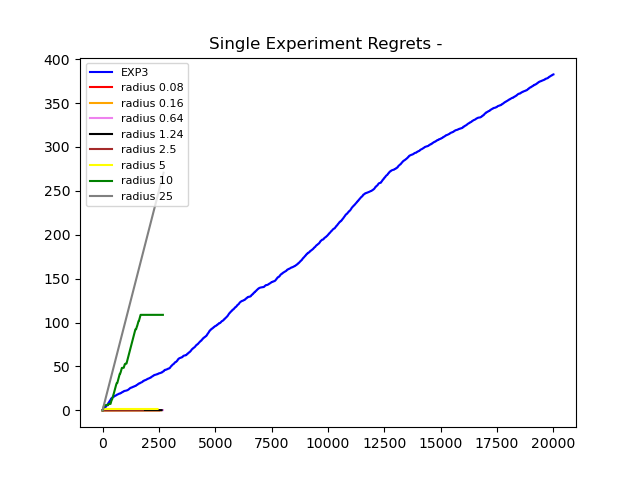 Single Experiment Regrets -
400
350
300
250
200
150
100
50
0
EXP3
radius 0.08
radius 0.16
radius 0.64
radius 1.24
radius 2.5
radius 5
radius 10
radius 25
0 2500 5000 7500 10000 12500 15000 17500 20000